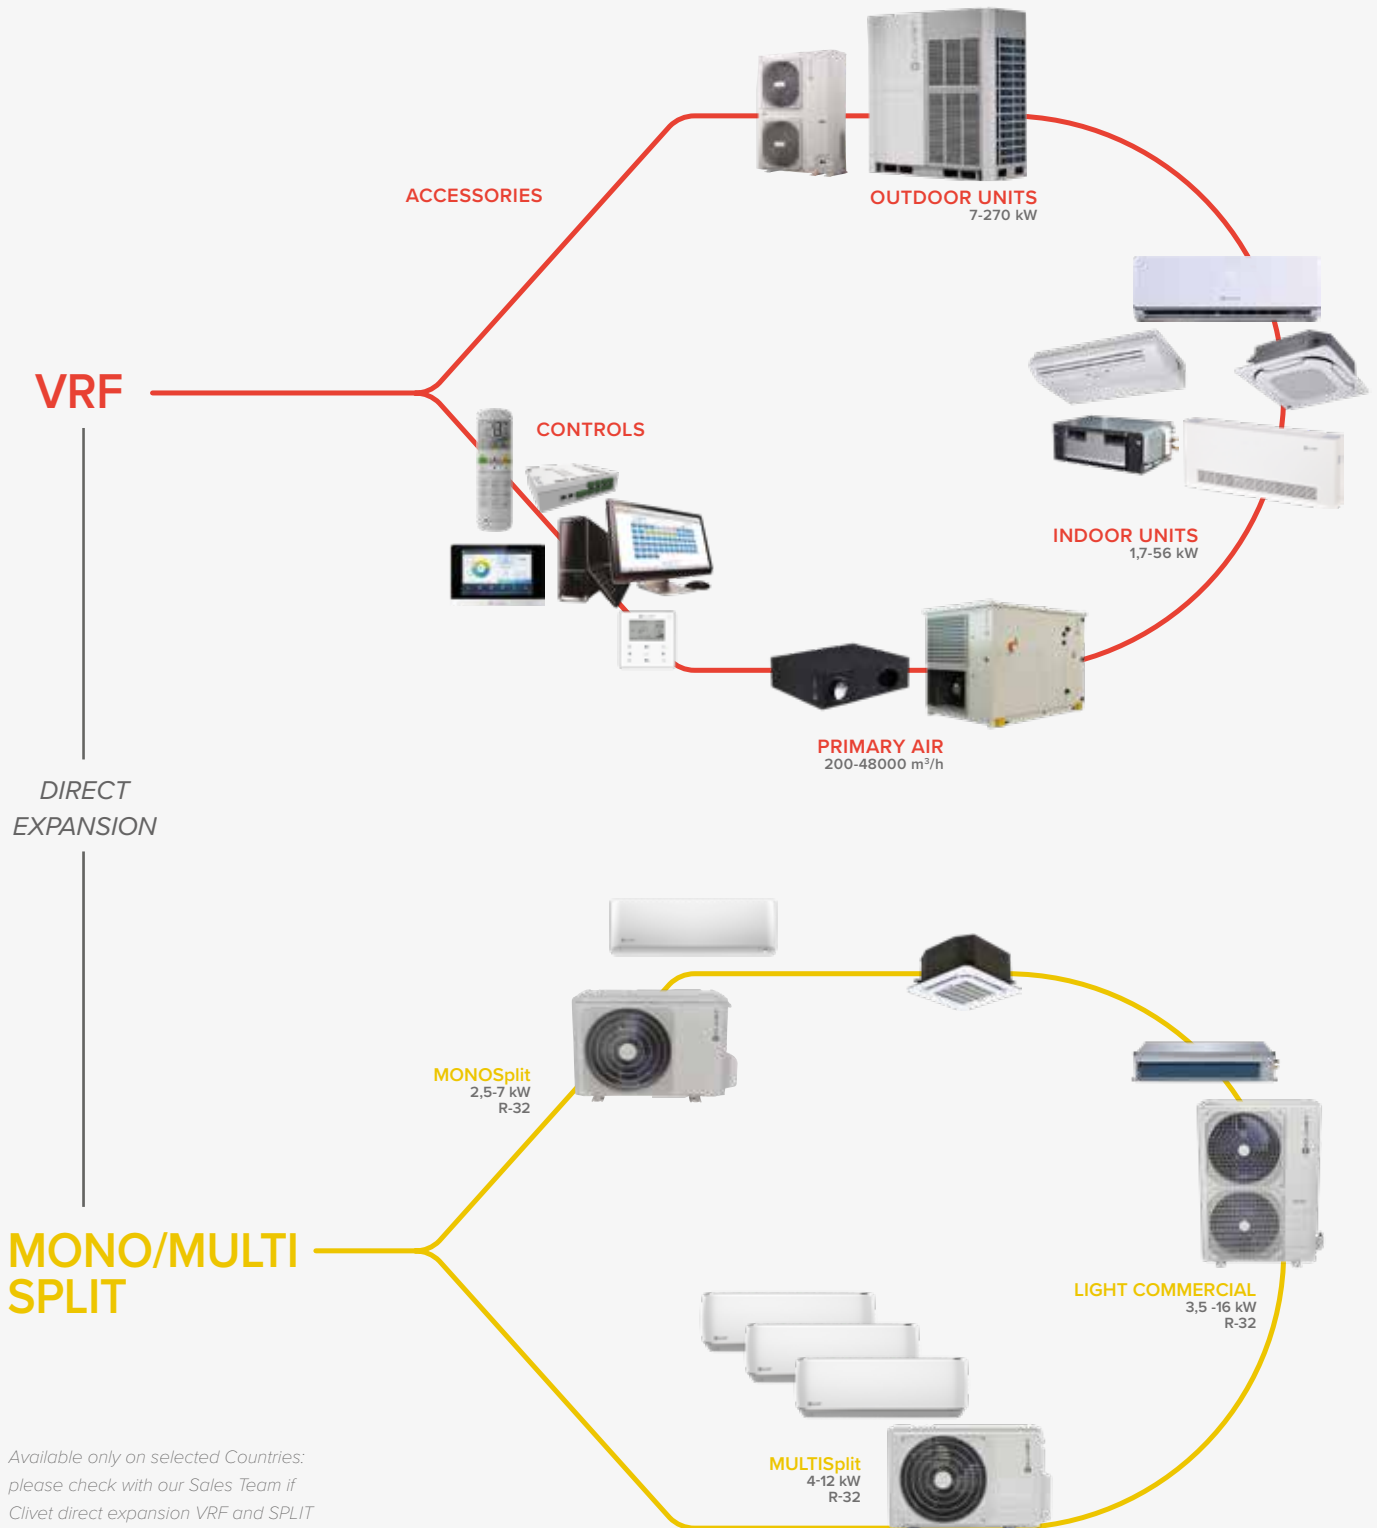 ACCESSORIES
OUTDOOR UNITS
7-270 kW
VRF
CONTROLS
INDOOR UNITS
1,7-56 kW
PRIMARY AIR
200-48000 m³/h
DIRECT
EXPANSION
MONOSplit
2,5-7 kW
R-32
MONO/MULTI
SPLIT
LIGHT COMMERCIAL
3,5 -16 kW
R-32
MULTISplit
4-12 kW
R-32
Available only on selected Countries:
please check with our Sales Team if
Clivet direct expansion VRF and SPLIT